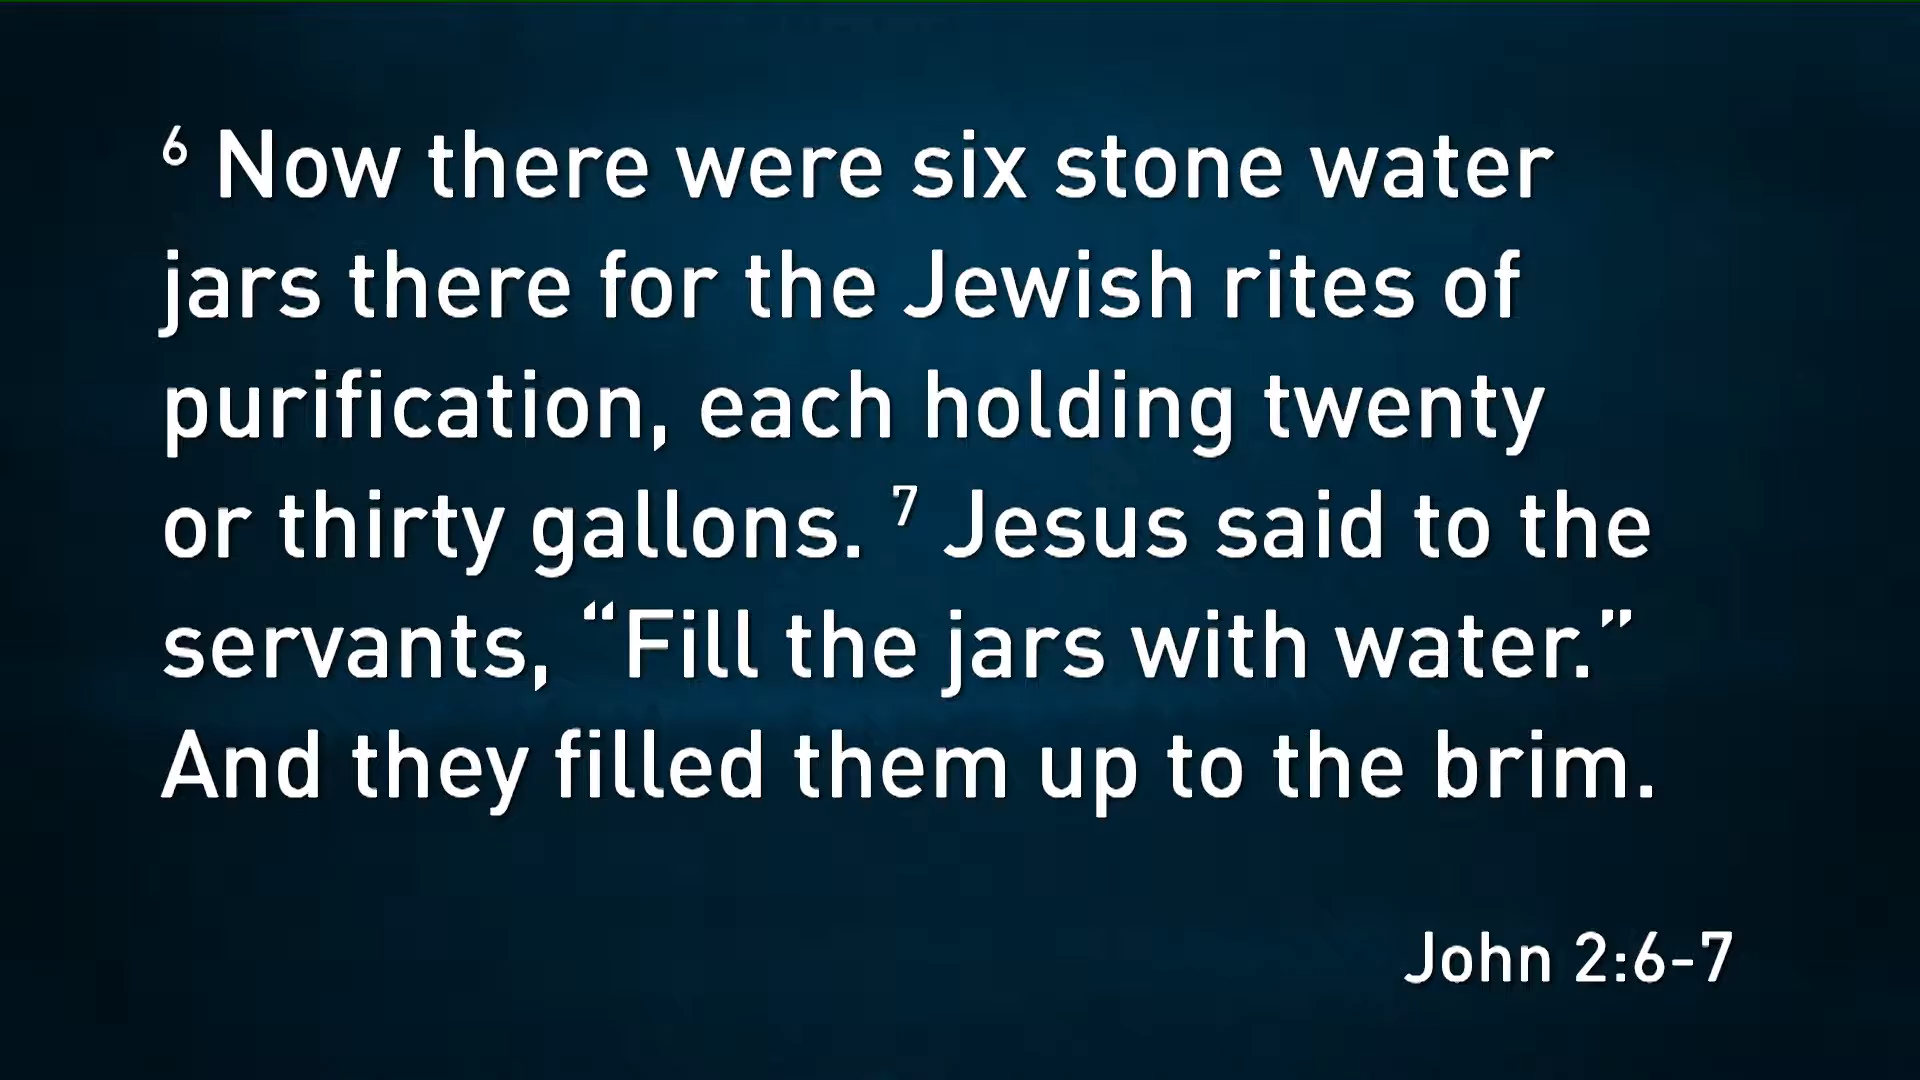 ⁶ Now there were six stone water
jars there for the Jewish rites of
purification, each holding twenty
or thirty gallons. ⁷ Jesus said to the
servants, “Fill the jars with water.”
And they filled them up to the brim.
John 2:6-7